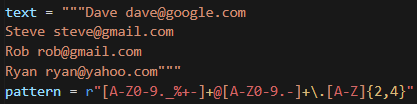 text = """Dave dave@google.com
Steve steve@gmail.com
Rob rob@gmail.com
Ryan ryan@yahoo.com"""
pattern = r"[A-Z0-9._%+-]+@[A-Z0-9.-]+\.[A-Z]{2,4}"